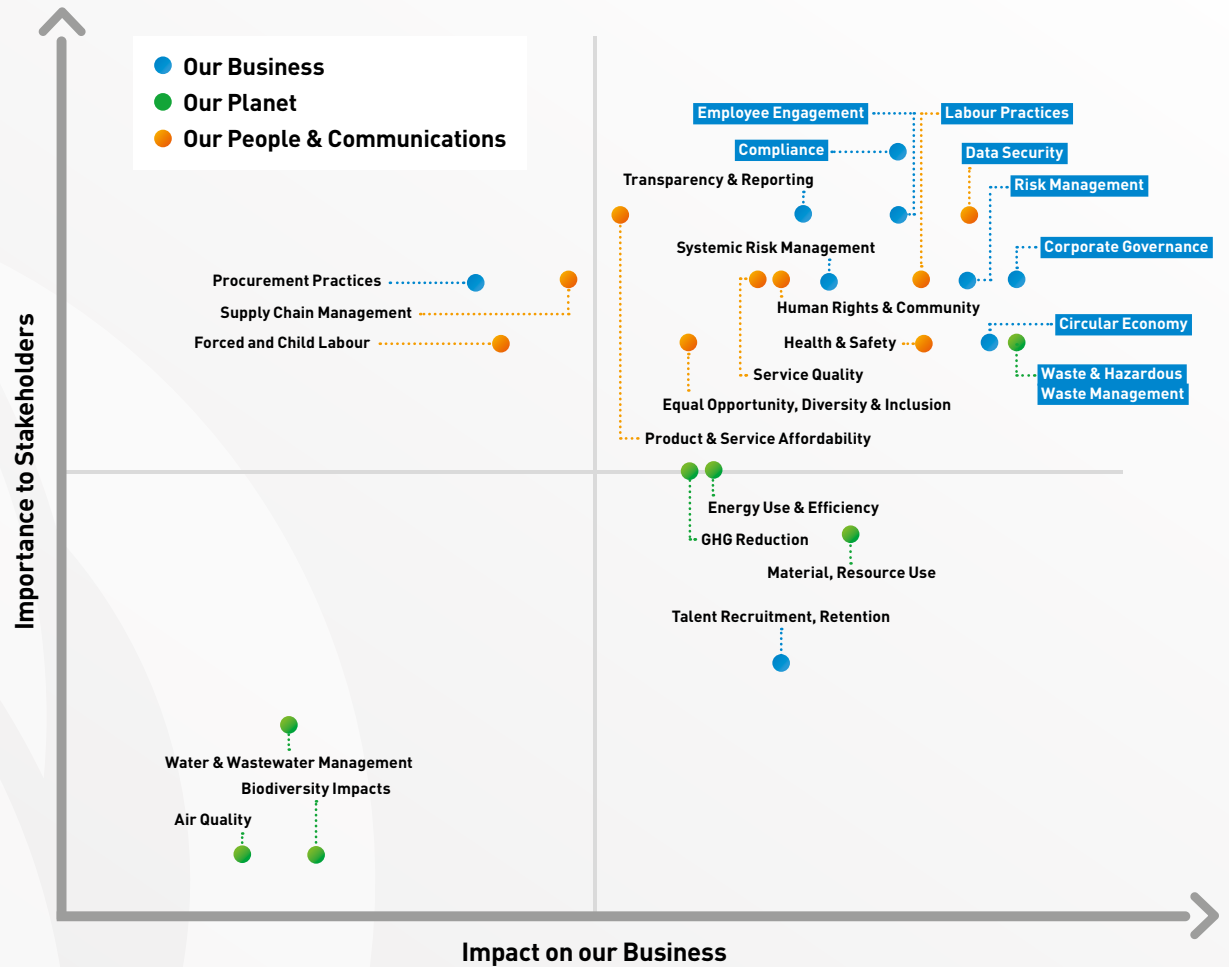 Our Business
Our Planet
Our People & Communications
Employee Engagement
Labour Practices
Compliance
Data Security
Transparency & Reporting
Risk Management
Systemic Risk Management
Corporate Governance
Procurement Practices
Human Rights & Community
Supply Chain Management
Circular Economy
Forced and Child Labour
Health & Safety
Service Quality
Waste & Hazardous
Waste Management
Equal Opportunity, Diversity & Inclusion
Product & Service Affordability
Importance to Stakeholders
Energy Use & Efficiency
GHG Reduction
Material, Resource Use
Talent Recruitment, Retention
Water & Wastewater Management
Biodiversity Impacts
Air Quality
Impact on our Business